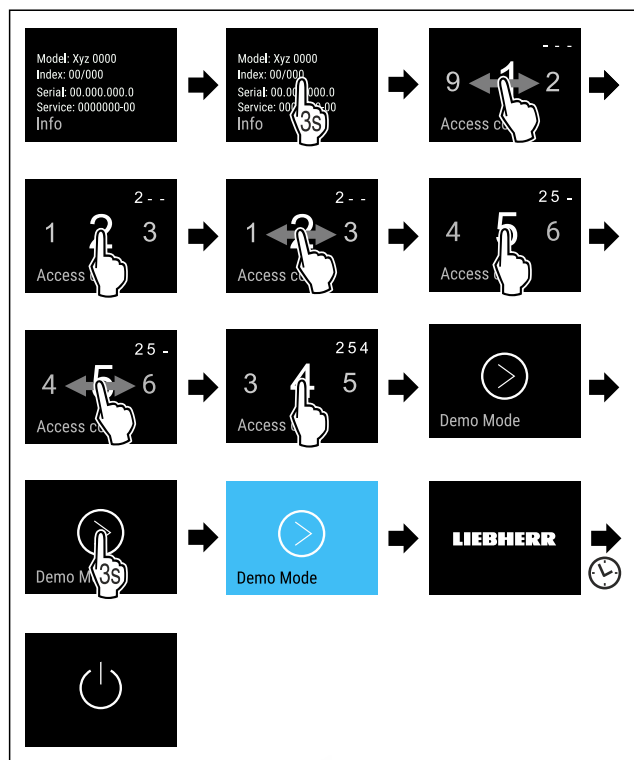 Model: Xyz 0000
Index: 00/000
Serial: 00.000.000.0
Service: 0000000-00
Info
Model: Xyz 0000
Index: 00/000
Serial: 00.000.000.0
Service: 0000000-00
Info
3s
- - -
9 1 2
Access
2 - -
1 2 3
Access
2 - -
1 2 3
Access
2 5 -
4 5 6
Access
2 5 -
4 5 6
Access
2 5 4
3 4 5
Access
Demo Mode
Demo
3s
Demo Mode
LIEBHERR